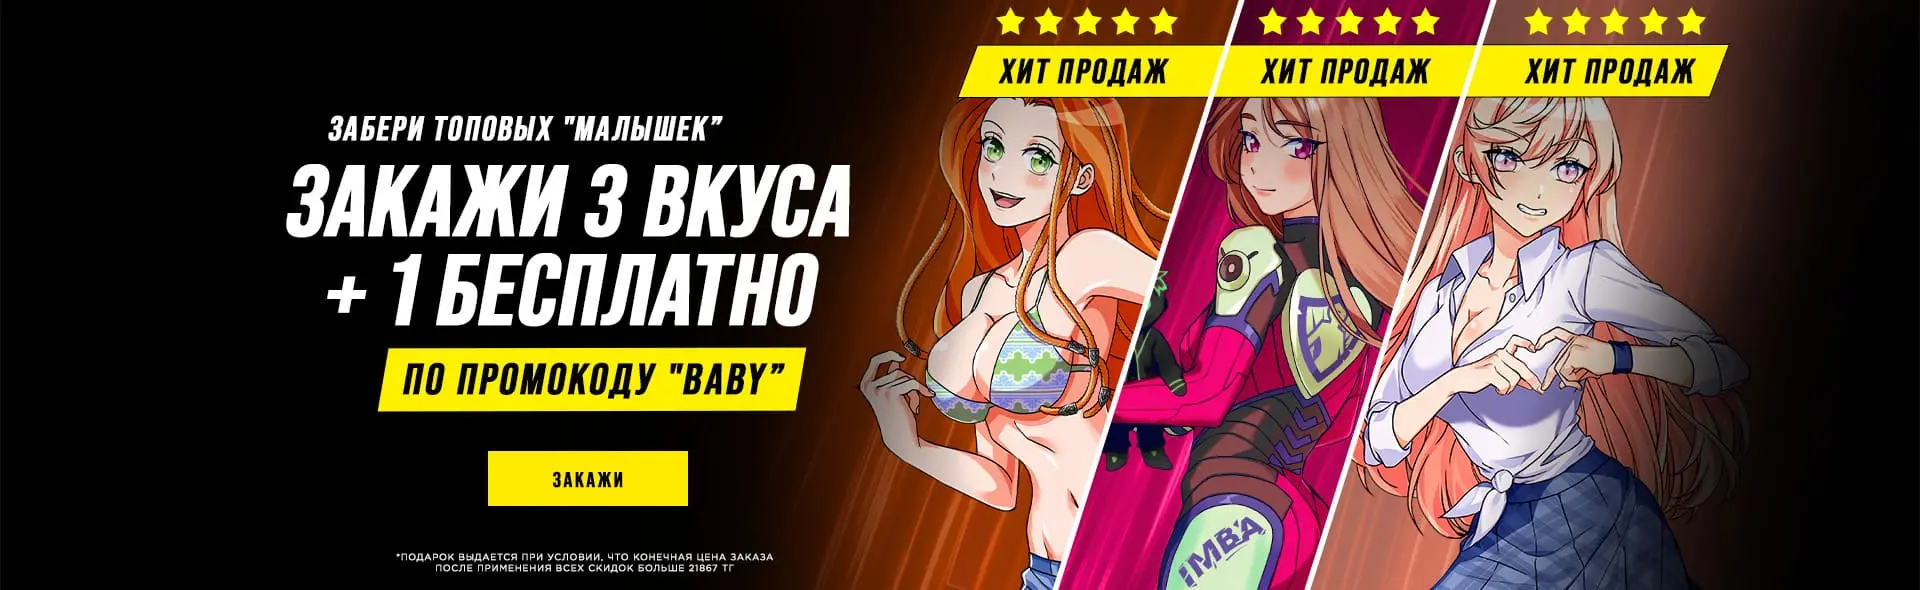 ХИТ ПРОДАЖ
ХИТ ПРОДАЖ
ХИТ ПРОДАЖ
ЗАБЕРИ ТОПОВЫХ "МАЛЫШЕК”
ЗАКАЖИ 3 ВКУСА
+ 1 БЕСПЛАТНО
ПО ПРОМОКОДУ "BABY”
ЗАКАЖИ
*ПОДАРОК ВЫДАЕТСЯ ПРИ УСЛОВИИ, ЧТО КОНЕЧНАЯ ЦЕНА ЗАКАЗА
ПОСЛЕ ПРИМЕНЕНИЯ ВСЕХ СКИДОК БОЛЬШЕ 21867 ТГ
IMBA